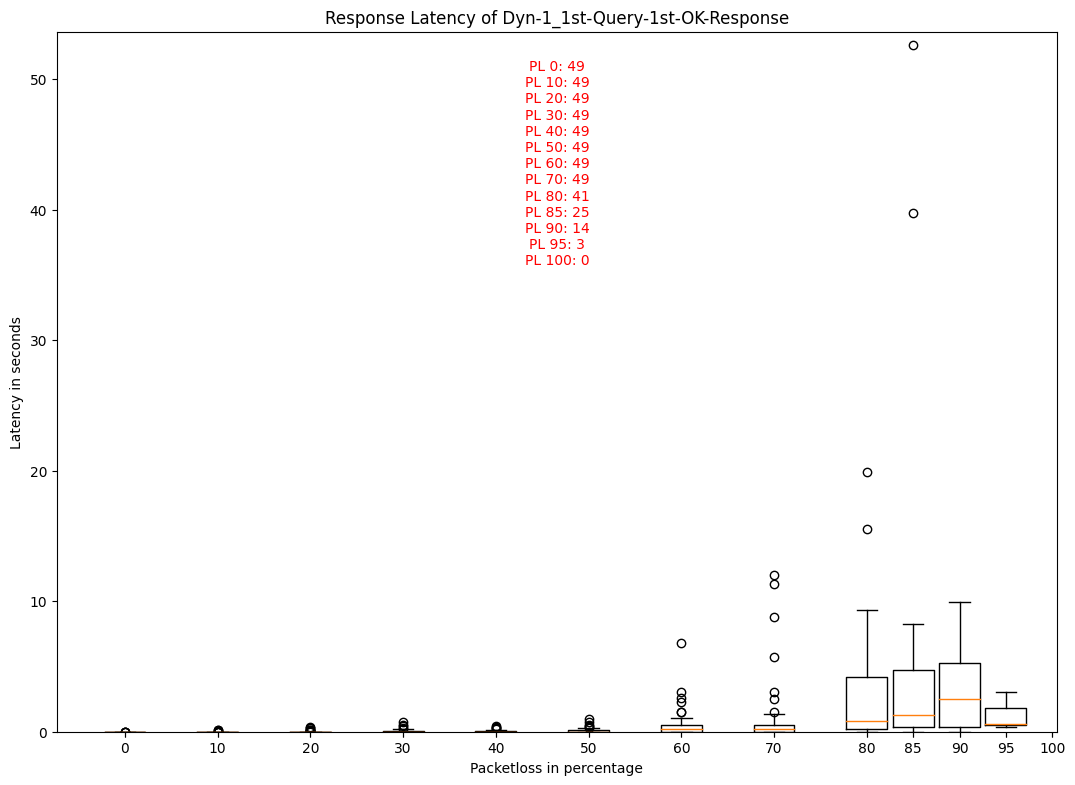 Response Latency of Dyn-1_1st-Query-1st-OK-Response
PL 0: 49
PL 10: 49
PL 20: 49
PL 30: 49
PL 40: 49
PL 50: 49
PL 60: 49
PL 70: 49
PL 80: 41
PL 85: 25
PL 90: 14
PL 95: 3
PL 100: 0
Latency in seconds
50
40
30
20
10
0
0 10 20 30 40 50 60 70 80 85 90 95 100
Packetloss in percentage